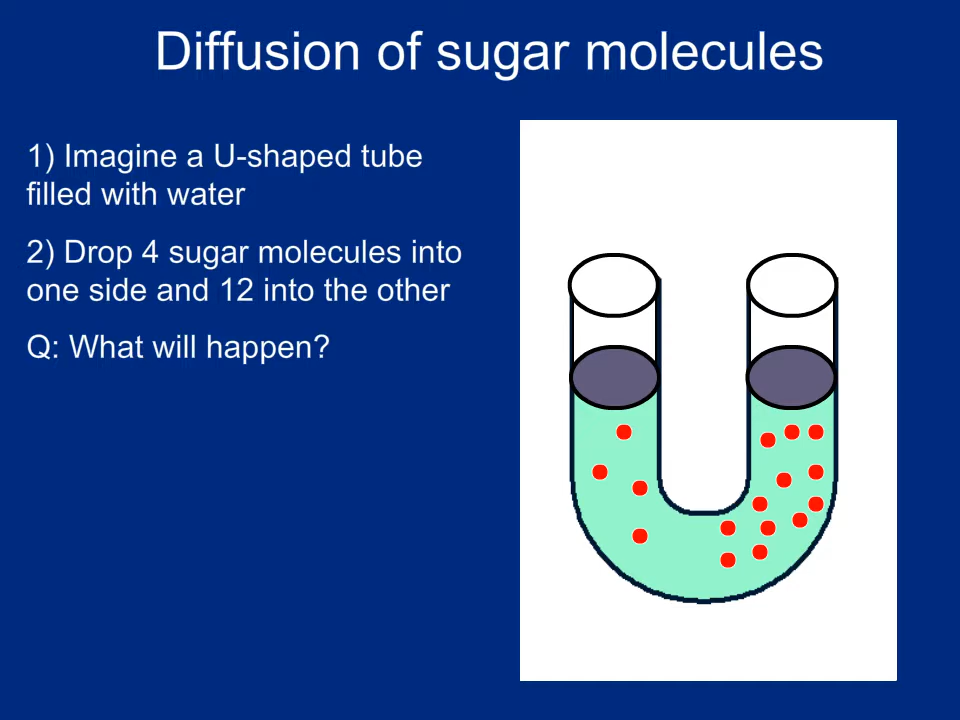 Diffusion of sugar molecules
1) Imagine a U-shaped tube
filled with water
2) Drop 4 sugar molecules into
one side and 12 into the other
Q: What will happen?